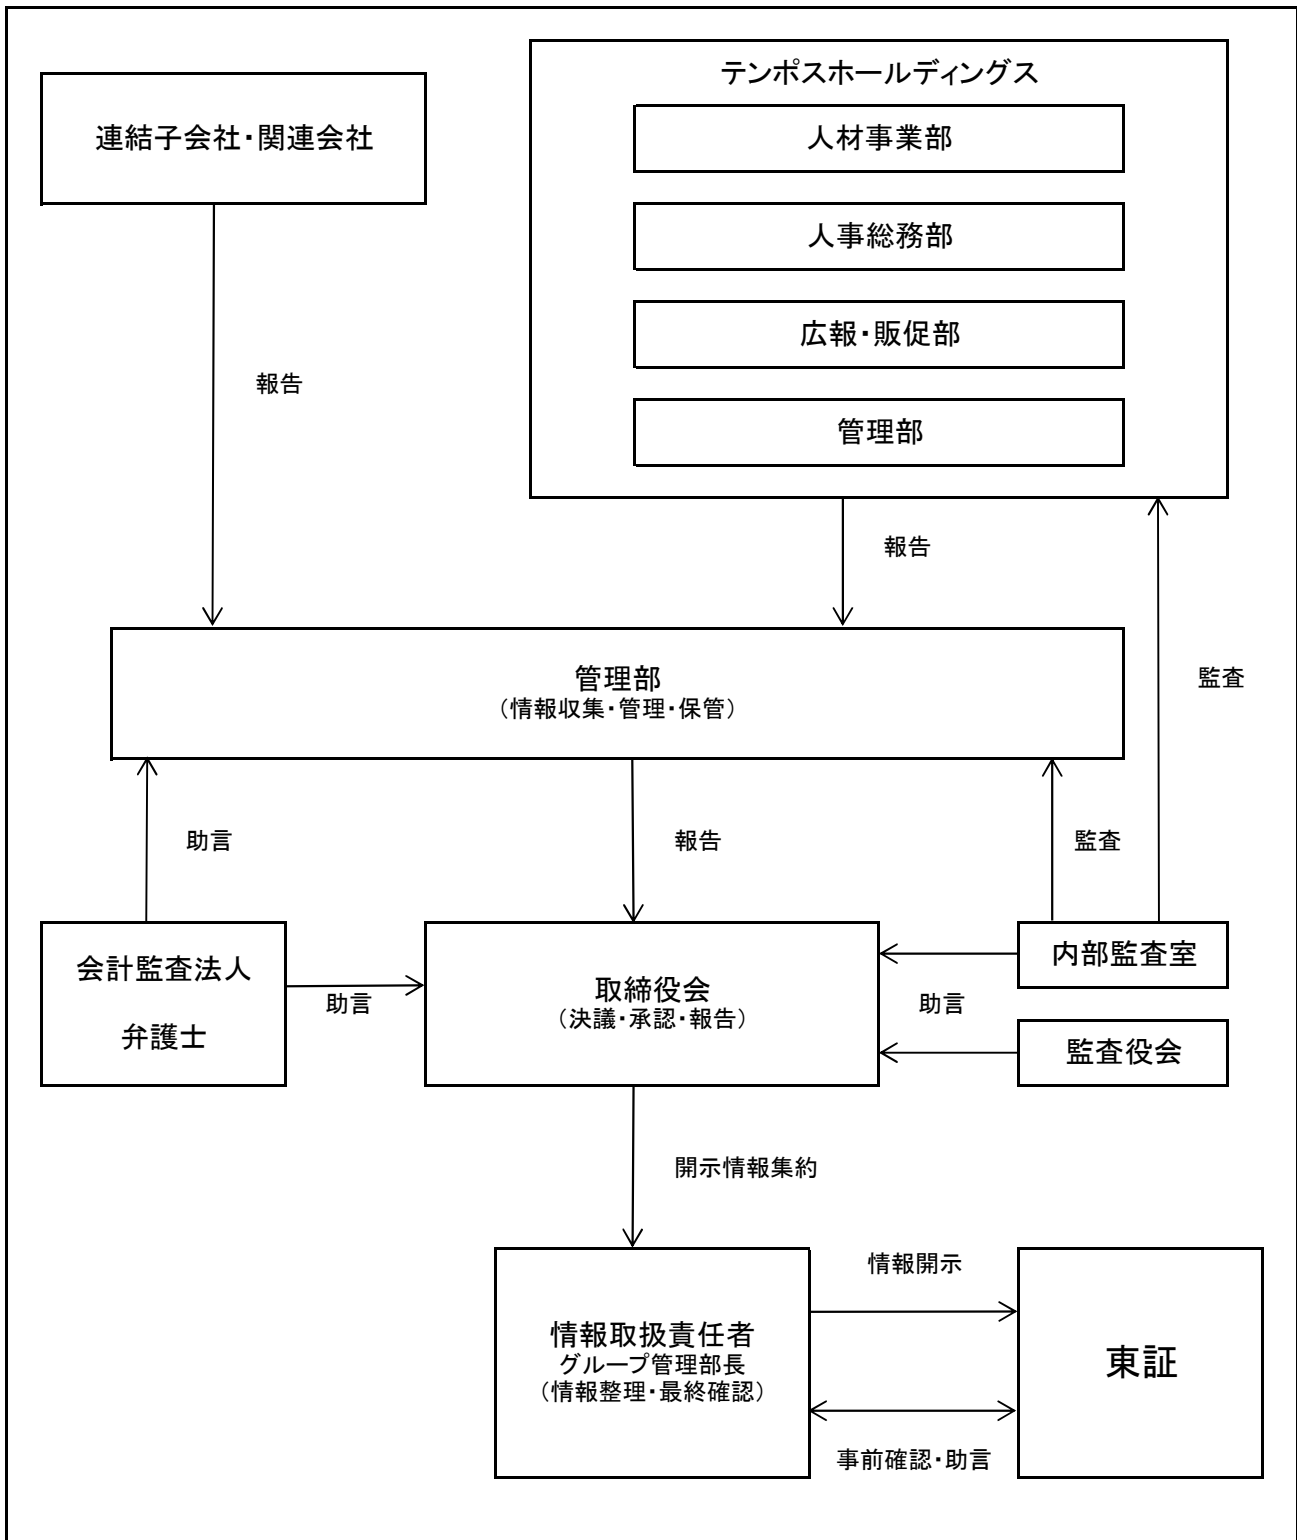 テンポスホールディングス
連結子会社・関連会社
人材事業部
人事総務部
広報・販促部
管理部
報告
報告
管理部
（情報収集・管理・保管）
監査
助言
報告
監査
会計監査法人
弁護士
助言
取締役会
（決議・承認・報告）
内部監査室
助言
監査役会
開示情報集約
情報取扱責任者
グループ管理部長
（情報整理・最終確認）
情報開示
東証
事前確認・助言